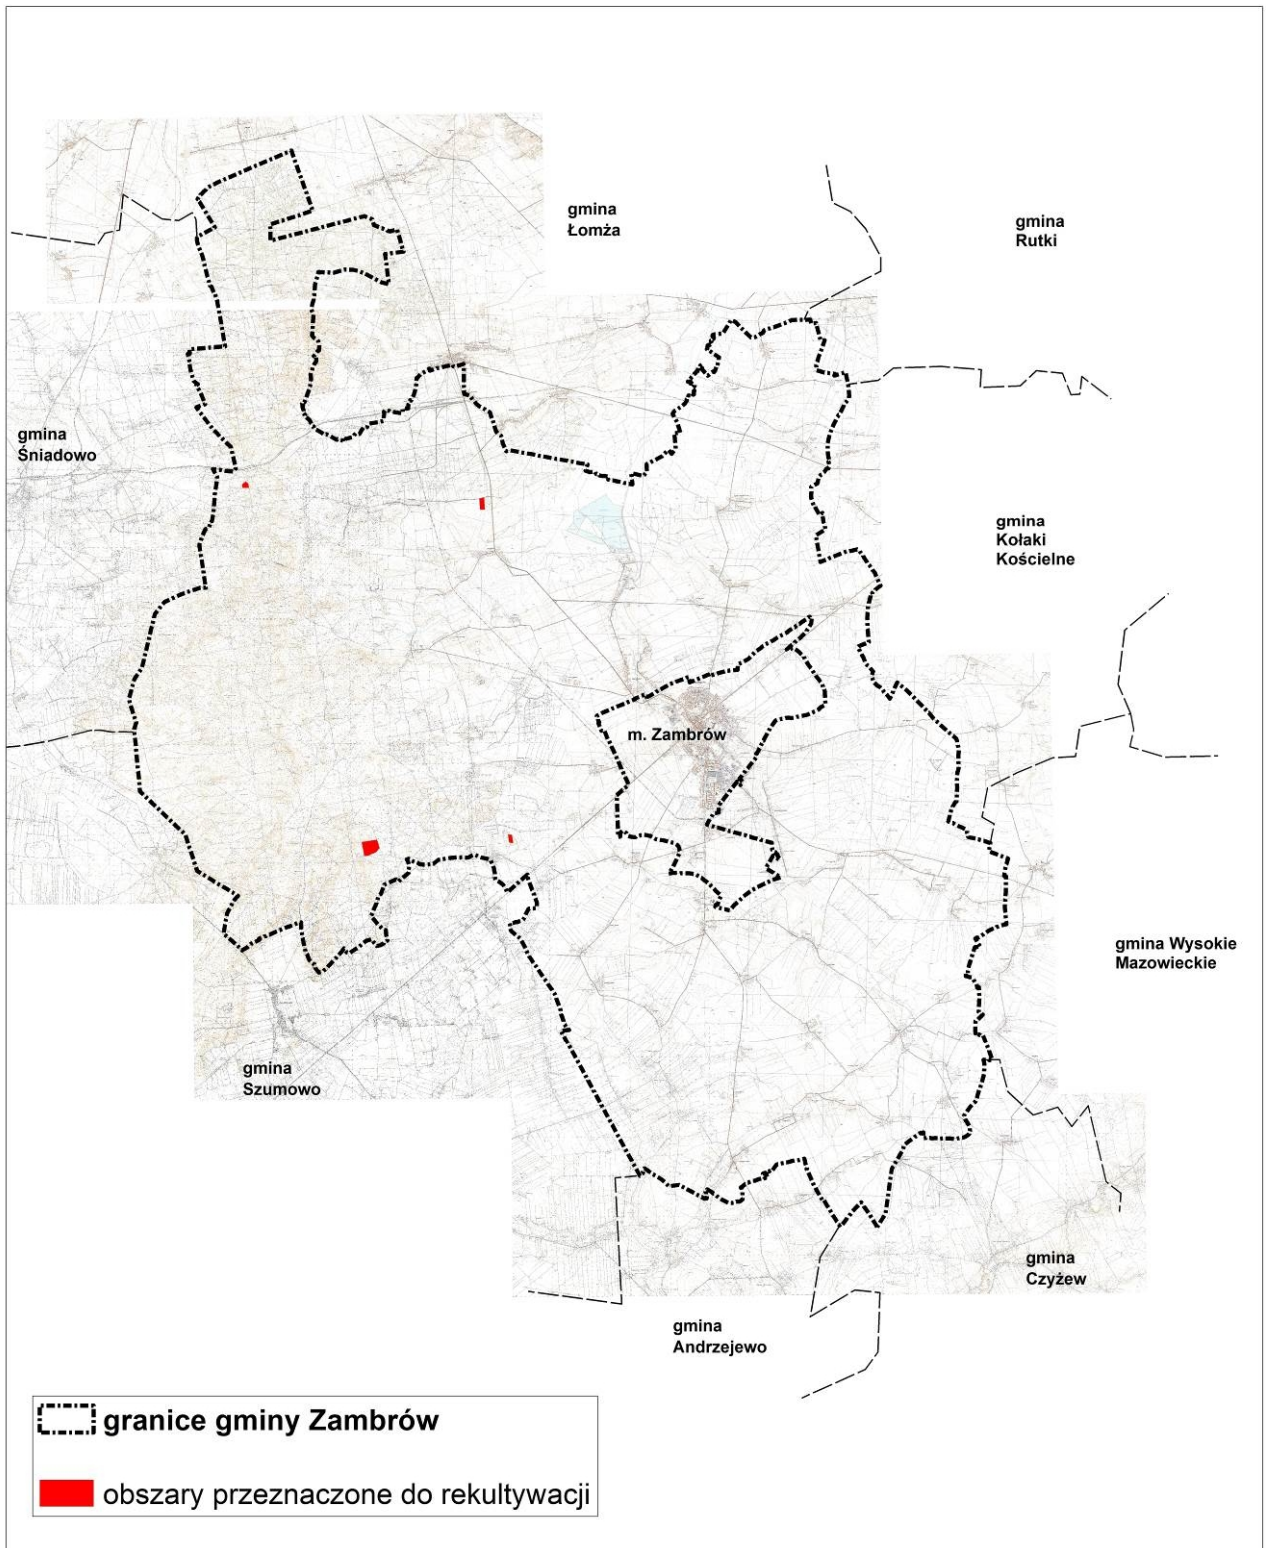 gmina
Łomża
gmina
Rutki
gmina
Śniadowo
gmina
Kołaki
Kościelne
m. Zambrów
gmina Wysokie
Mazowieckie
gmina
Szumowo
gmina
Czyżew
gmina
Andrzejewo
granice gminy Zambrów
obszary przeznaczone do rekultywacji